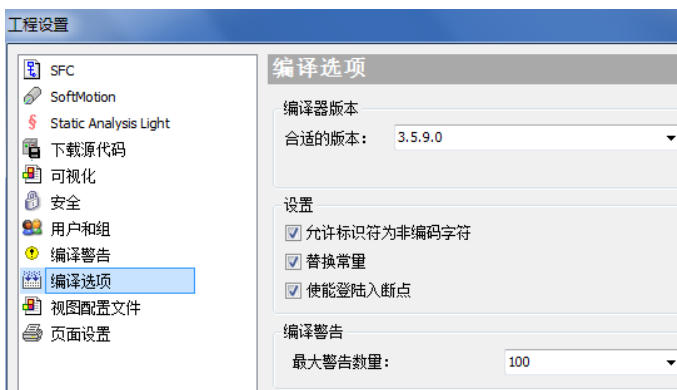 工程设置
SFC
SoftMotion
Static Analysis Light
下载源代码
可视化
安全
用户和组
编译警告
编译选项
视图配置文件
页面设置
编译选项
编译器版本
合适的版本: 3.5.9.0
设置
允许标识符为非编码字符
替换常量
使能登陆入断点
编译警告
最大警告数量: 100